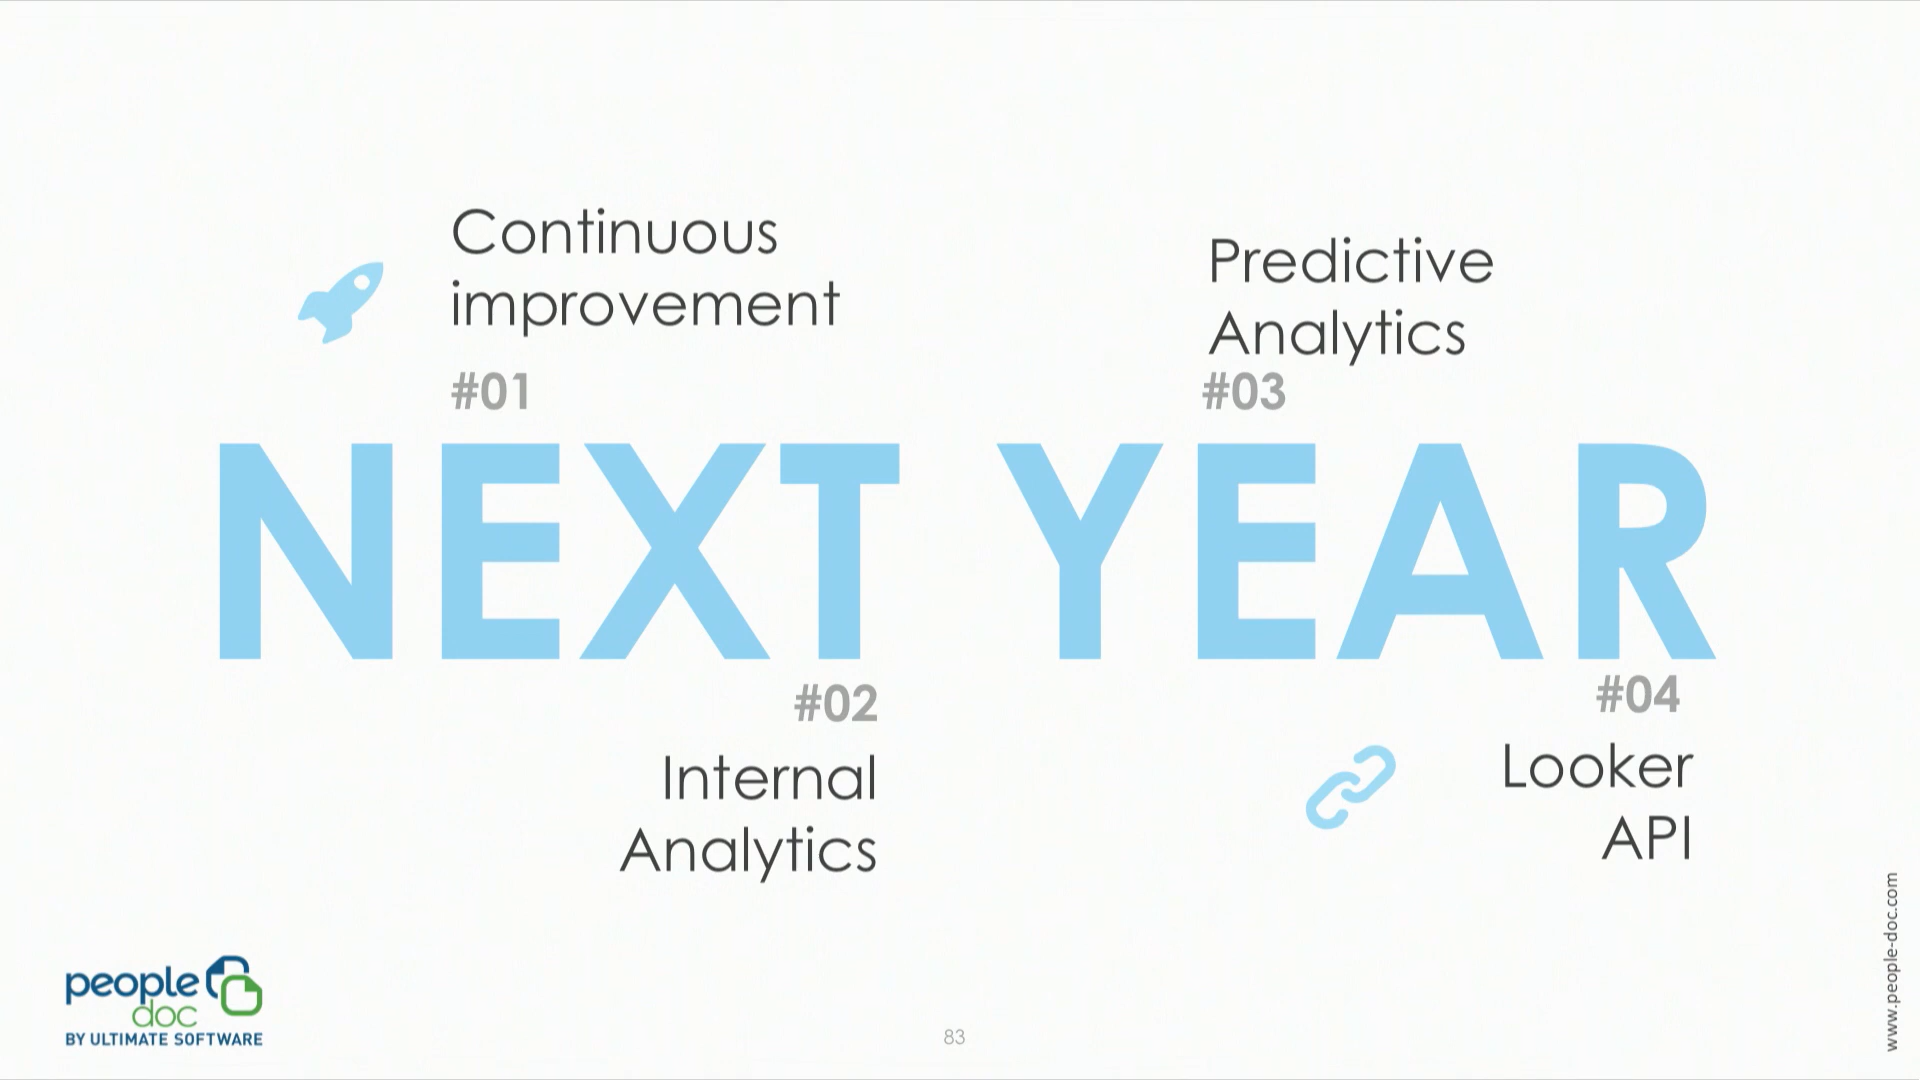 Continuous
improvement
#01
Predictive
Analytics
#03
NEXT YEAR
#02
Internal
Analytics
#04
Looker
API
people
doc
BY ULTIMATE SOFTWARE
83
www.people-doc.com